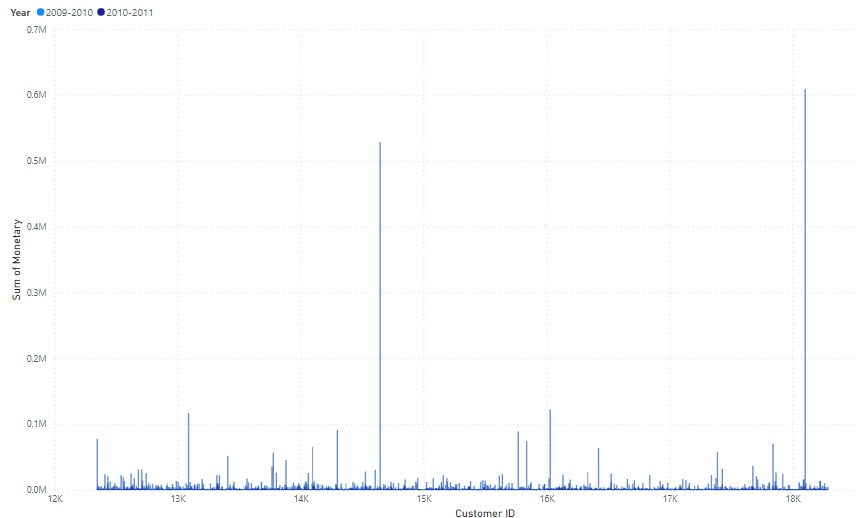 Year 2009-2010 2010-2011
0.7M
0.6M
0.5M
0.4M
0.3M
0.2M
0.1M
0.0M
Sum of Monetary
12K 13K 14K 15K 16K 17K 18K
Customer ID